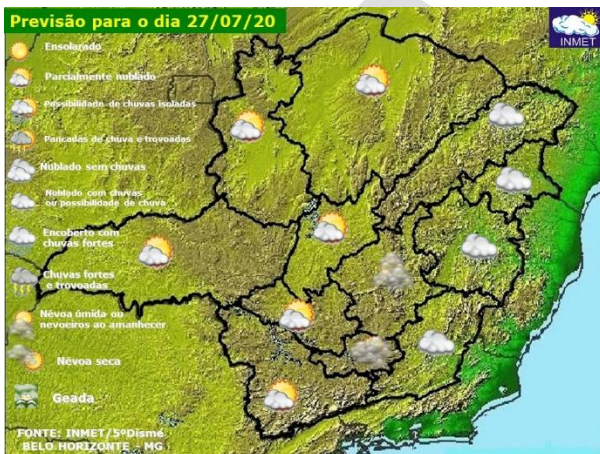 Previsão para o dia 27/07/20
INMET
Ensolarado
Parcialmente nublado
Possibilidade de chuvas isoladas
Pancadas de chuva e trovoadas
Nublado sem chuvas
Nublado com chuvas
ou possibilidade de chuva
Encoberto com
chuvas fortes
Chuvas fortes
e trovoadas
Névoa úmida ou
nevoeiros ao amanhecer
Névoa seca
Geada
FONTE: INMET/5ºDisme
BELO HORIZONTE - MG